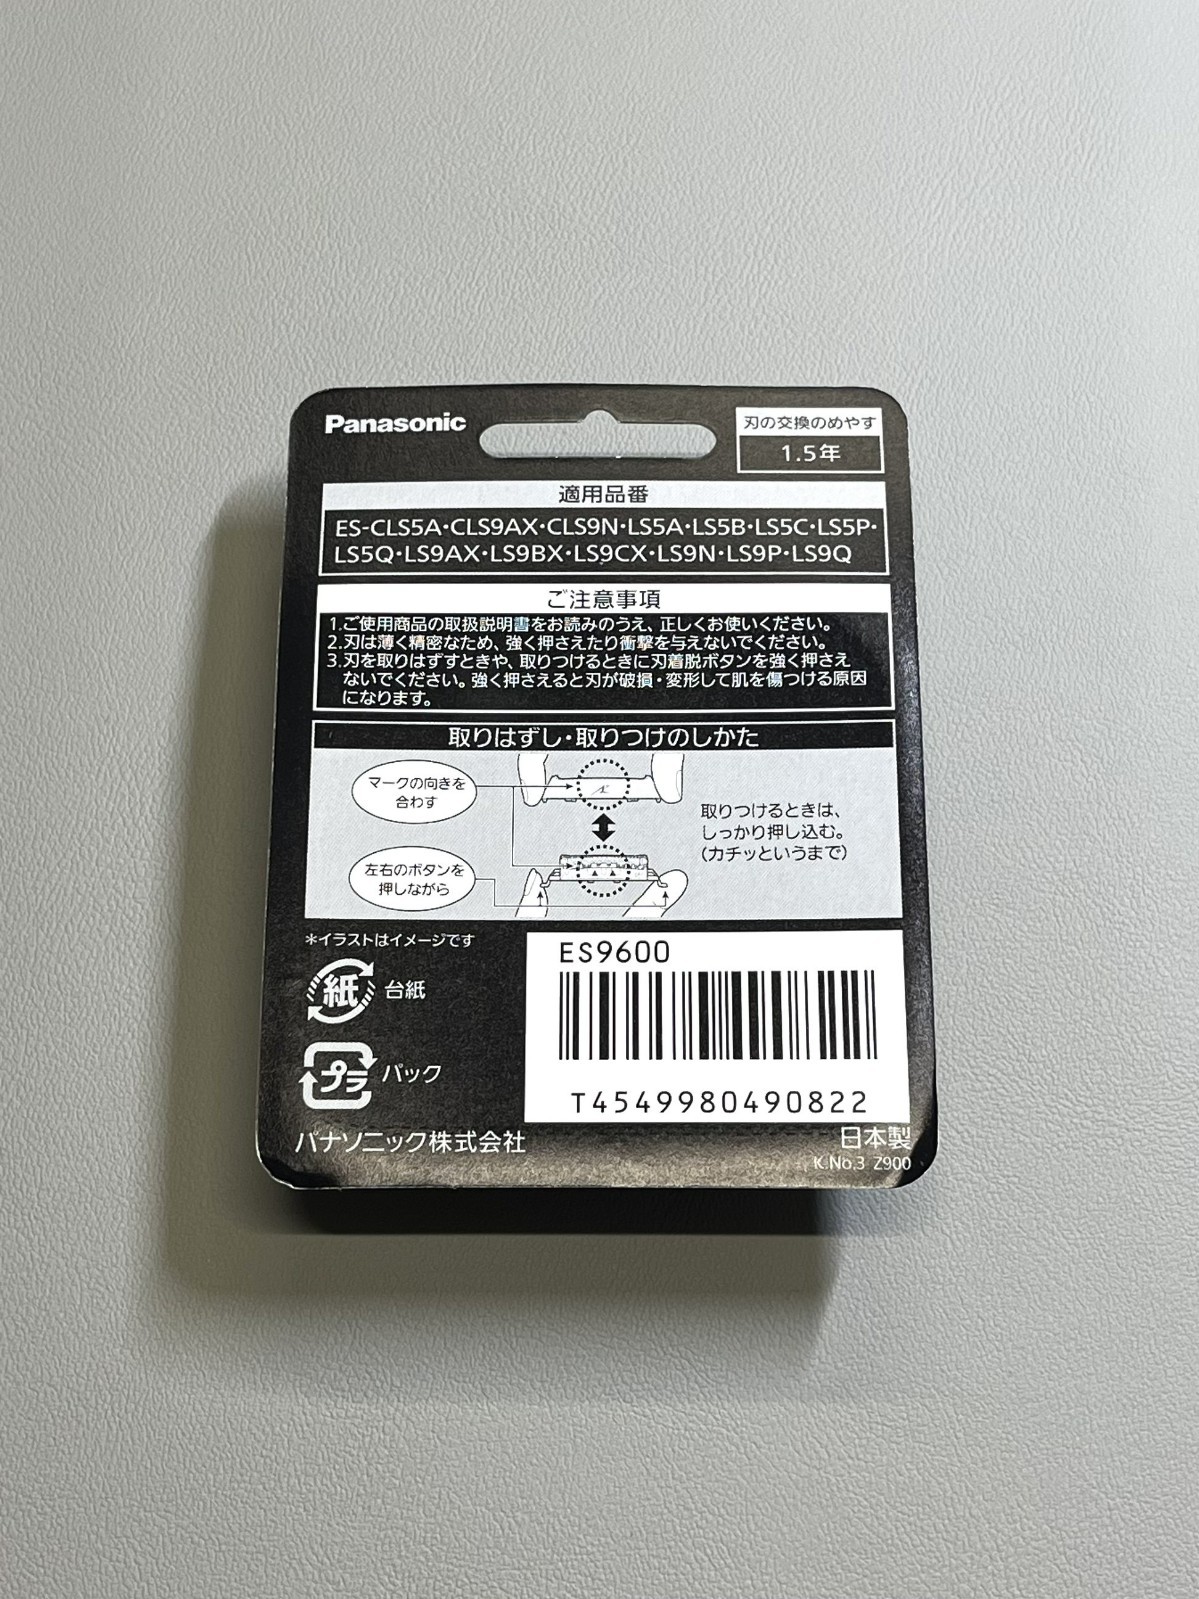 Panasonic
刃の交換のめやす
1.5年
適用品番
ES-CLS5A・CLS9AX・CLS9N・LS5A・LS5B・LS5C・LS5P・
LS5Q・LS9AX・LS9BX・LS9CX・LS9N・LS9P・LS9Q
ご注意事項
1.ご使用商品の取扱説明書をお読みのうえ、正しくお使いください。
2.刃は薄く精密なため、強く押さえたり衝撃を与えないでください。
3.刃を取りはずすときや、取りつけるときに刃着脱ボタンを強く押さえ
ないでください。強く押さえると刃が破損・変形して肌を傷つける原因
になります。
取りはずし・取りつけのしかた
マークの向きを
合わす
取りつけるときは、
しっかり押し込む。
(カチッというまで)
左右のボタンを
押しながら
*イラストはイメージです
紙 台紙
プラ パック
ES9600
T4549980490822
パナソニック株式会社
日本製
K.No.3 Z900